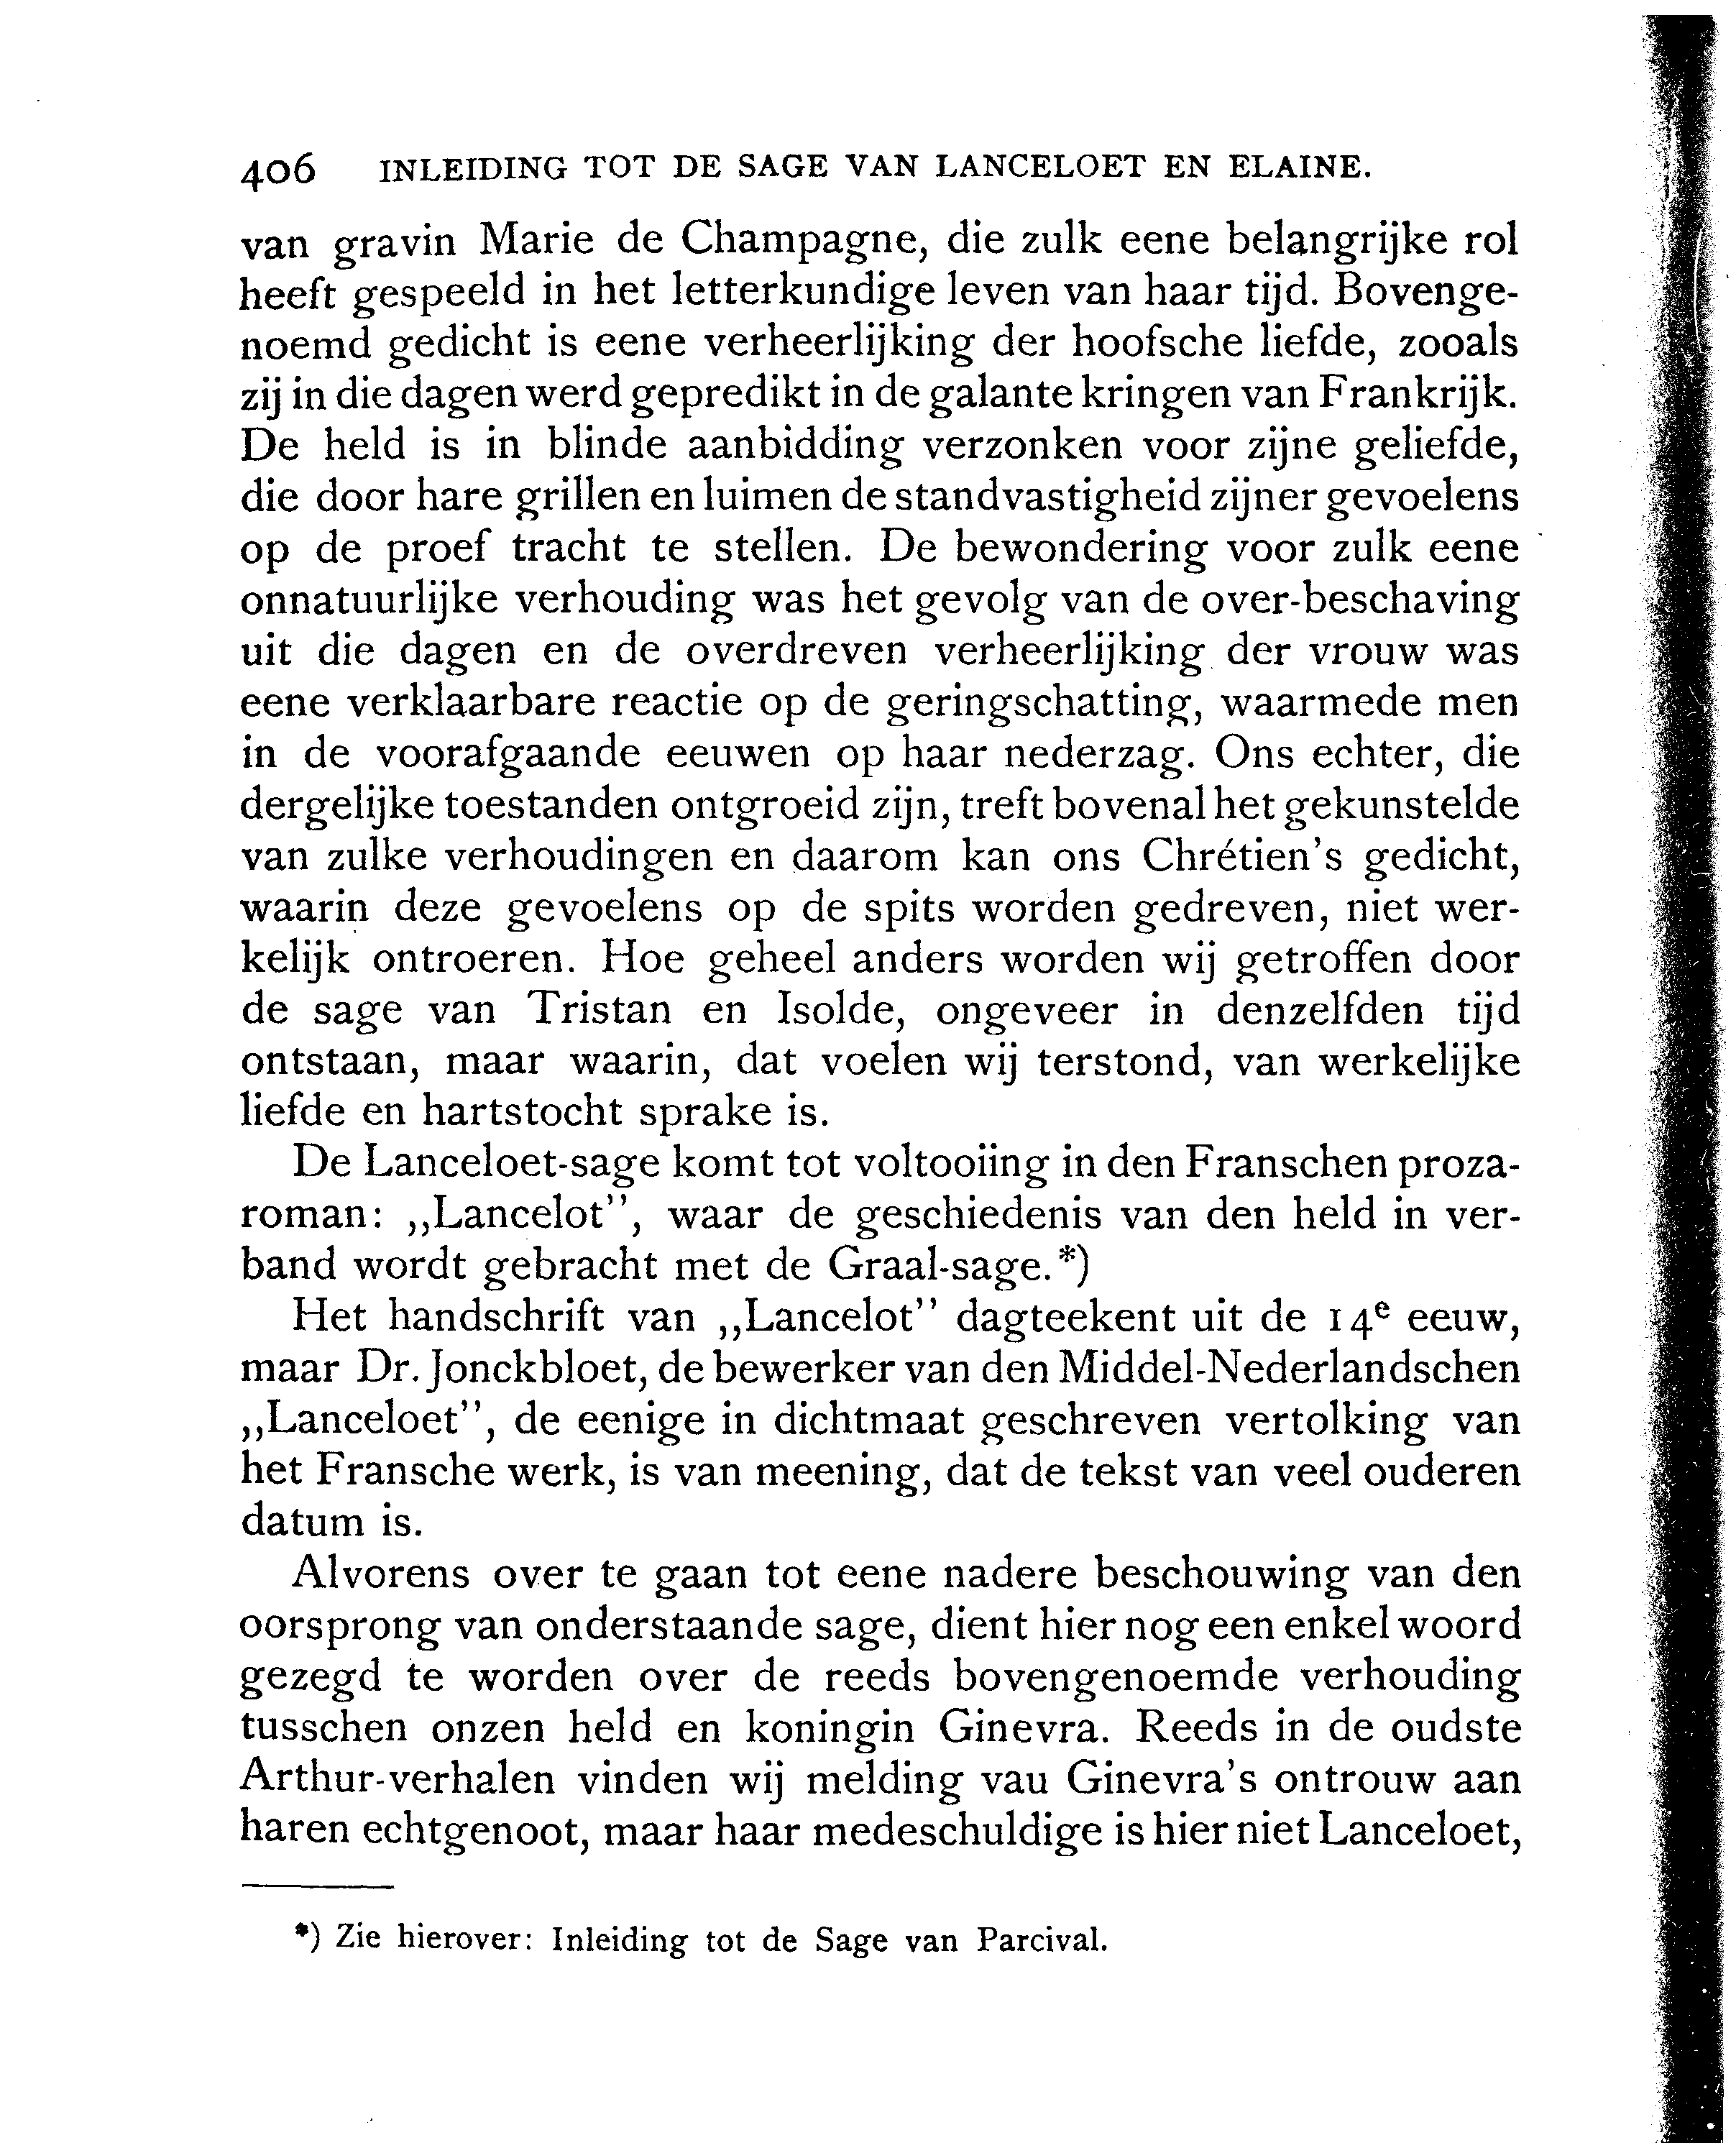 406 INLEIDING TOT DE SAGE VAN LANCELOET EN ELAINE.
van gravin Marie de Champagne, die zulk eene belangrijke rol
heeft gespeeld in het letterkundige leven van haar tijd. Bovenge-
noemd gedicht is eene verheerlijking der hoofsche liefde, zooals
zij in die dagen werd gepredikt in de galante kringen van Frankrijk.
De held is in blinde aanbidding verzonken voor zijne geliefde,
die door hare grillen en luimen de standvastigheid zijner gevoelens
op de proef tracht te stellen. De bewondering voor zulk eene
onnatuurlijke verhouding was het gevolg van de over-beschaving
uit die dagen en de overdreven verheerlijking der vrouw was
eene verklaarbare reactie op de geringschatting, waarmede men
in de voorafgaande eeuwen op haar nederzag. Ons echter, die
dergelijke toestanden ontgroeid zijn, treft bovenal het gekunstelde
van zulke verhoudingen en daarom kan ons Chrétien's gedicht,
waarin deze gevoelens op de spits worden gedreven, niet wer-
kelijk ontroeren. Hoe geheel anders worden wij getroffen door
de sage van Tristan en Isolde, ongeveer in denzelfden tijd
ontstaan, maar waarin, dat voelen wij terstond, van werkelijke
liefde en hartstocht sprake is.
De Lanceloet-sage komt tot voltooiing in den Franschen proza-
roman: ,,Lancelot'', waar de geschiedenis van den held in ver-
band wordt gebracht met de Graal-sage.*)
Het handschrift van ,,Lancelot'' dagteekent uit de 14e eeuw,
maar Dr. Jonckbloet, de bewerker van den Middel-Nederlandschen
,,Lanceloet'', de eenige in dichtmaat geschreven vertolking van
het Fransche werk, is van meening, dat de tekst van veel ouderen
datum is.
Alvorens over te gaan tot eene nadere beschouwing van den
oorsprong van onderstaande sage, dient hier nog een enkel woord
gezegd te worden over de reeds bovengenoemde verhouding
tusschen onzen held en koningin Ginevra. Reeds in de oudste
Arthur-verhalen vinden wij melding vau Ginevra's ontrouw aan
haren echtgenoot, maar haar medeschuldige is hier niet Lanceloet,
*) Zie hierover: Inleiding tot de Sage van Parcival.